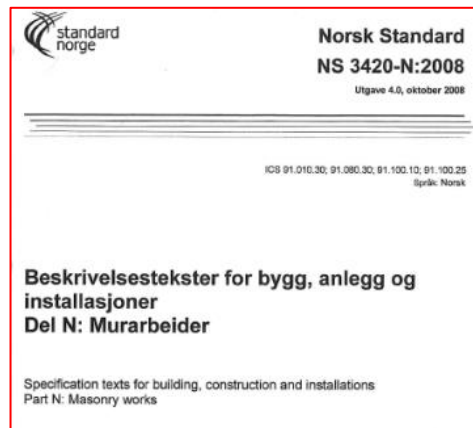 standard
norge
Norsk Standard
NS 3420-N:2008
Utgave 4.0, oktober 2008
ICS 91.010.30; 91.080.30; 91.100.10; 91.100.25
Språk: Norsk
Beskrivelsestekster for bygg, anlegg og
installasjoner
Del N: Murarbeider
Specification texts for building, construction and installations
Part N: Masonry works